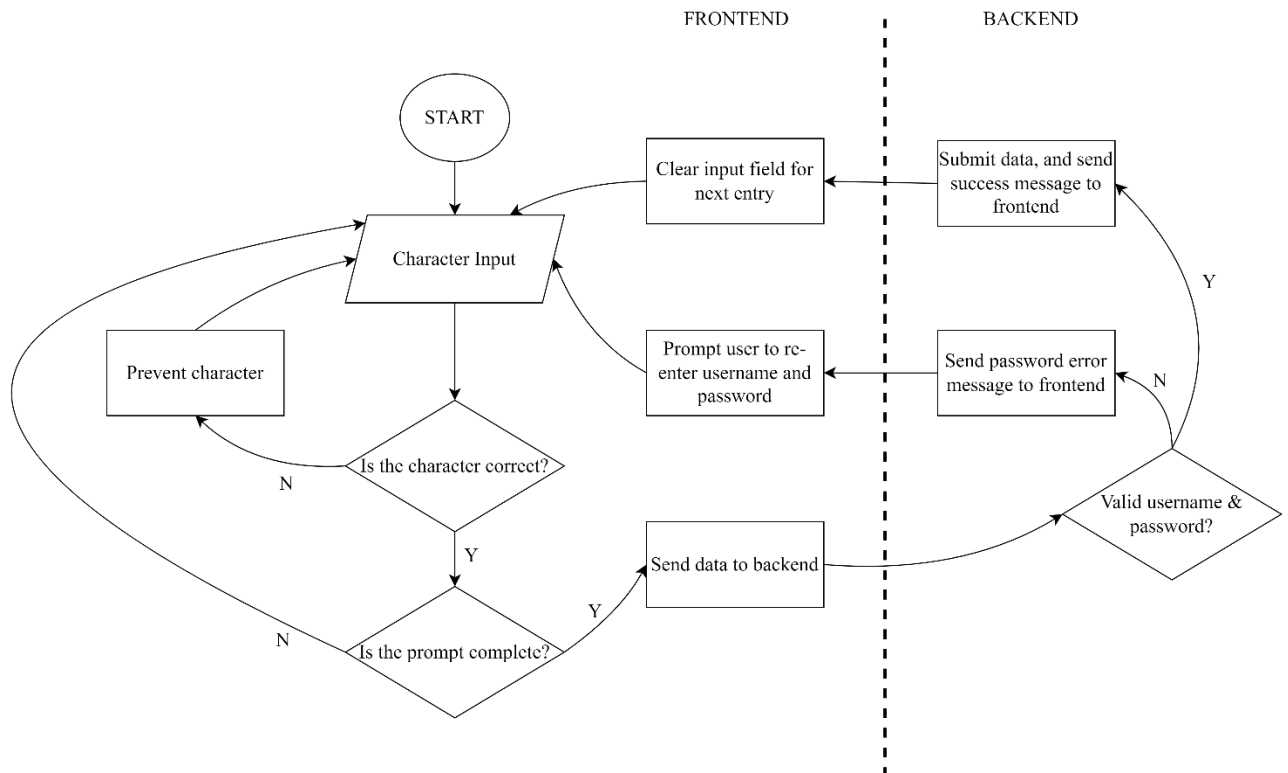 FRONTEND
BACKEND
START
Clear input field for
next entry
Submit data, and send
success message to
frontend
Character Input
Y
Prevent character
Prompt user to re-
enter username and
password
Send password error
message to frontend
N
Is the character correct?
N
Valid username &
password?
Y
Send data to backend
Y
N
Is the prompt complete?